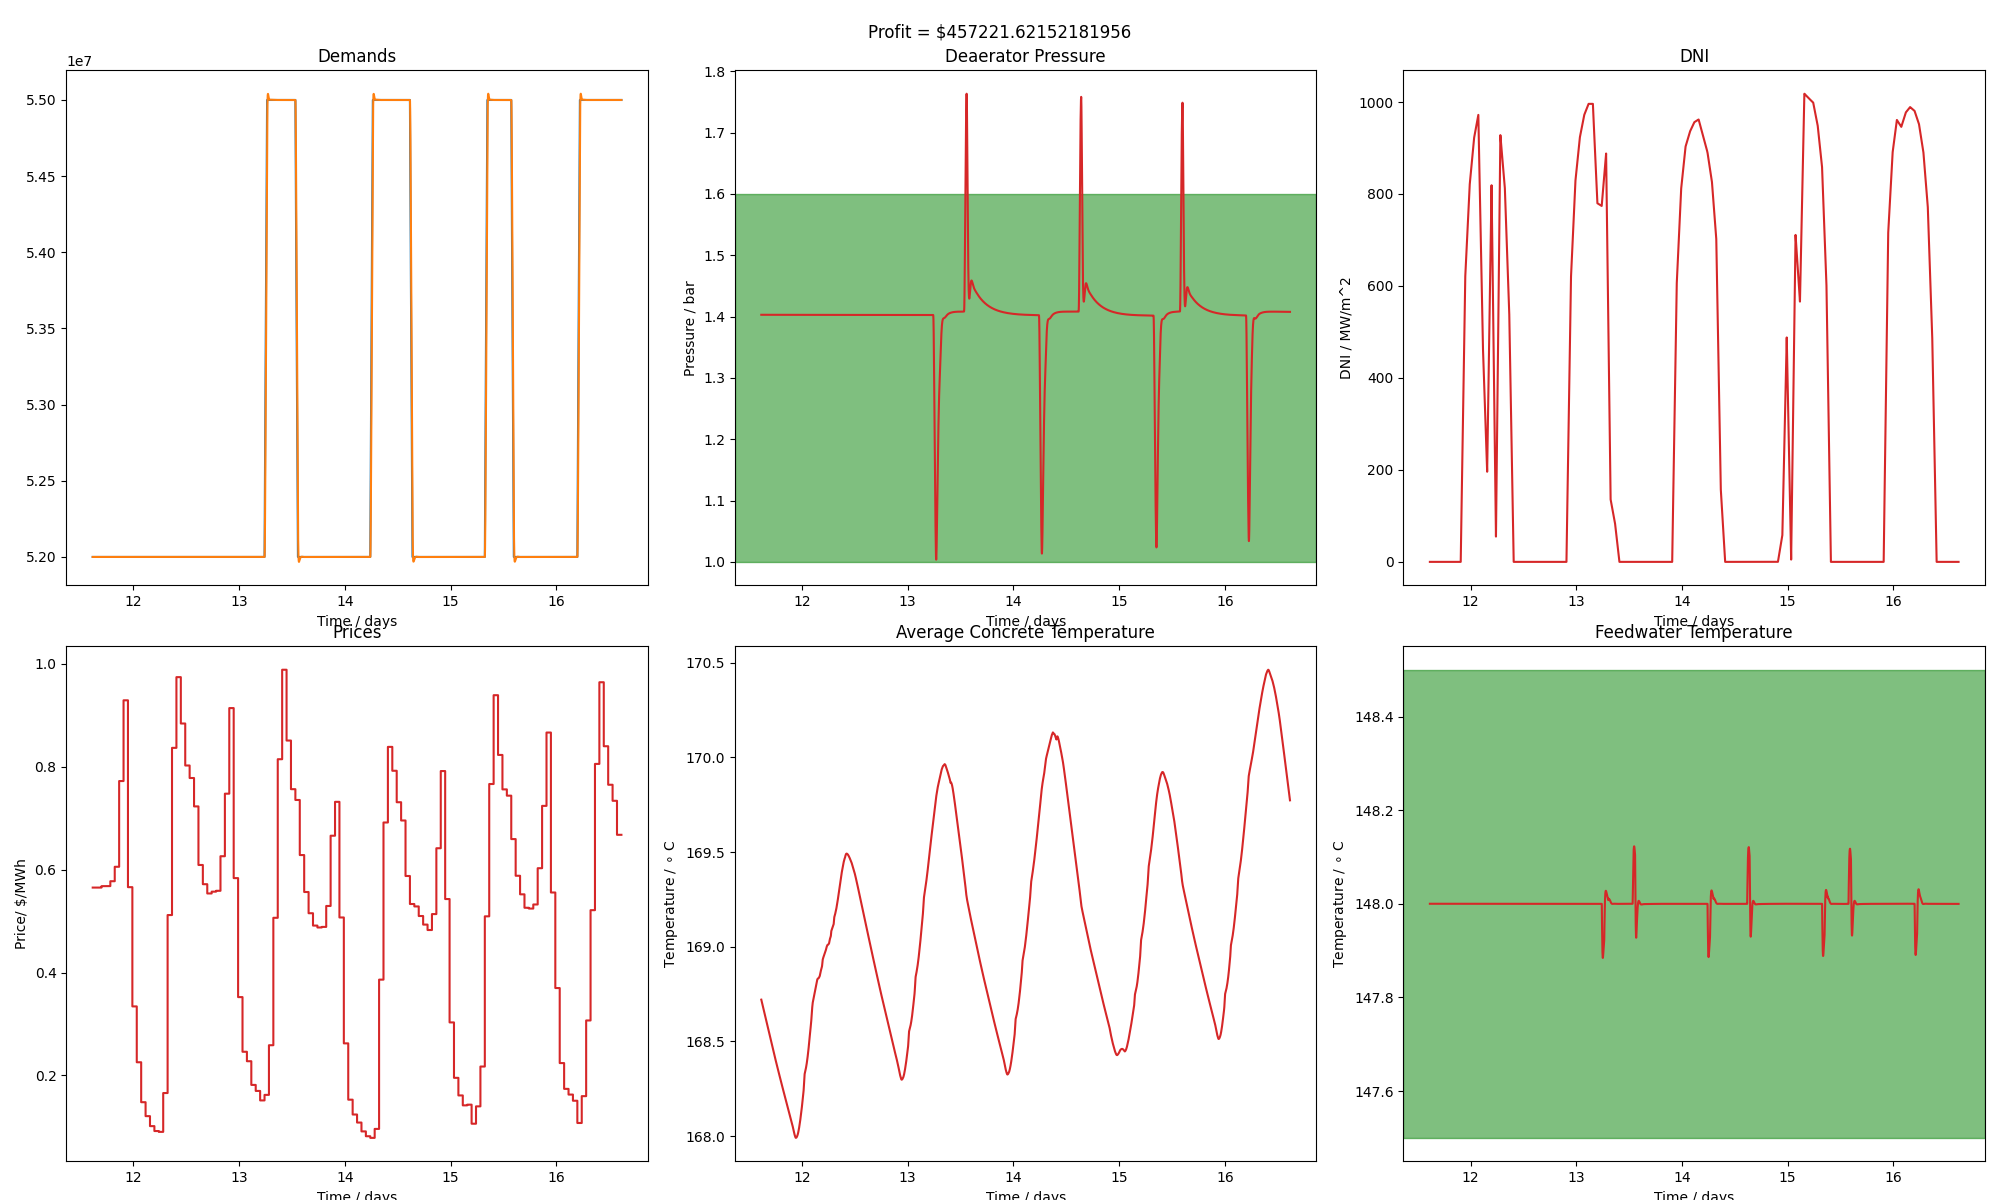 Profit = $457221.62152181956
Demands
1e7
5.50
5.45
5.40
5.35
5.30
5.25
5.20
12 13 14 15 16
Time / days
Deaerator Pressure
Pressure / bar
1.8
1.7
1.6
1.5
1.4
1.3
1.2
1.1
1.0
12 13 14 15 16
Time / days
DNI
DNI / MW/m^2
1000
800
600
400
200
0
12 13 14 15 16
Time / days
Prices
Price/ $/MWh
1.0
0.8
0.6
0.4
0.2
12 13 14 15 16
Time / days
Average Concrete Temperature
Temperature / ∘ C
170.5
170.0
169.5
169.0
168.5
168.0
12 13 14 15 16
Time / days
Feedwater Temperature
Temperature / ∘ C
148.4
148.2
148.0
147.8
147.6
12 13 14 15 16
Time / days